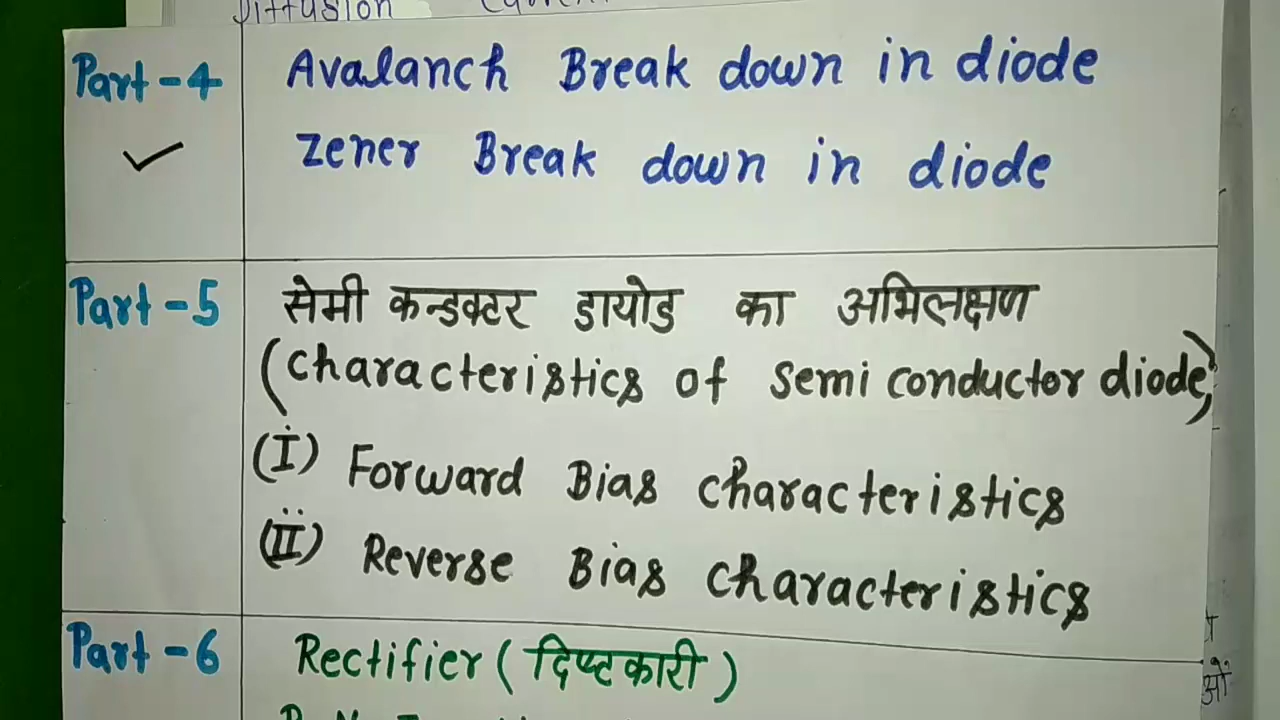 Diffusion
Part-4 Avalanch Break down in diode
Zener Break down in diode
Part-5 सेमी कन्डक्टर डायोड का अभिलक्षण
(characteristics of semi conductor diode)
(i) Forward Bias characteristics
(ii) Reverse Bias characteristics
Part-6 Rectifier (दिष्टकारी)